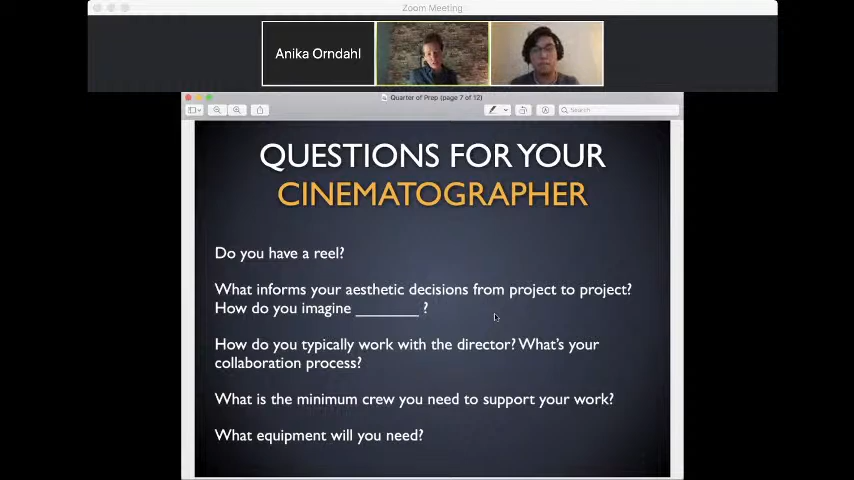 Zoom Meeting
Anika Orndahl
Quarter of Prep (page 7 of 12)
Search
QUESTIONS FOR YOUR
CINEMATOGRAPHER
Do you have a reel?
What informs your aesthetic decisions from project to project?
How do you imagine ________ ?
How do you typically work with the director? What's your
collaboration process?
What is the minimum crew you need to support your work?
What equipment will you need?